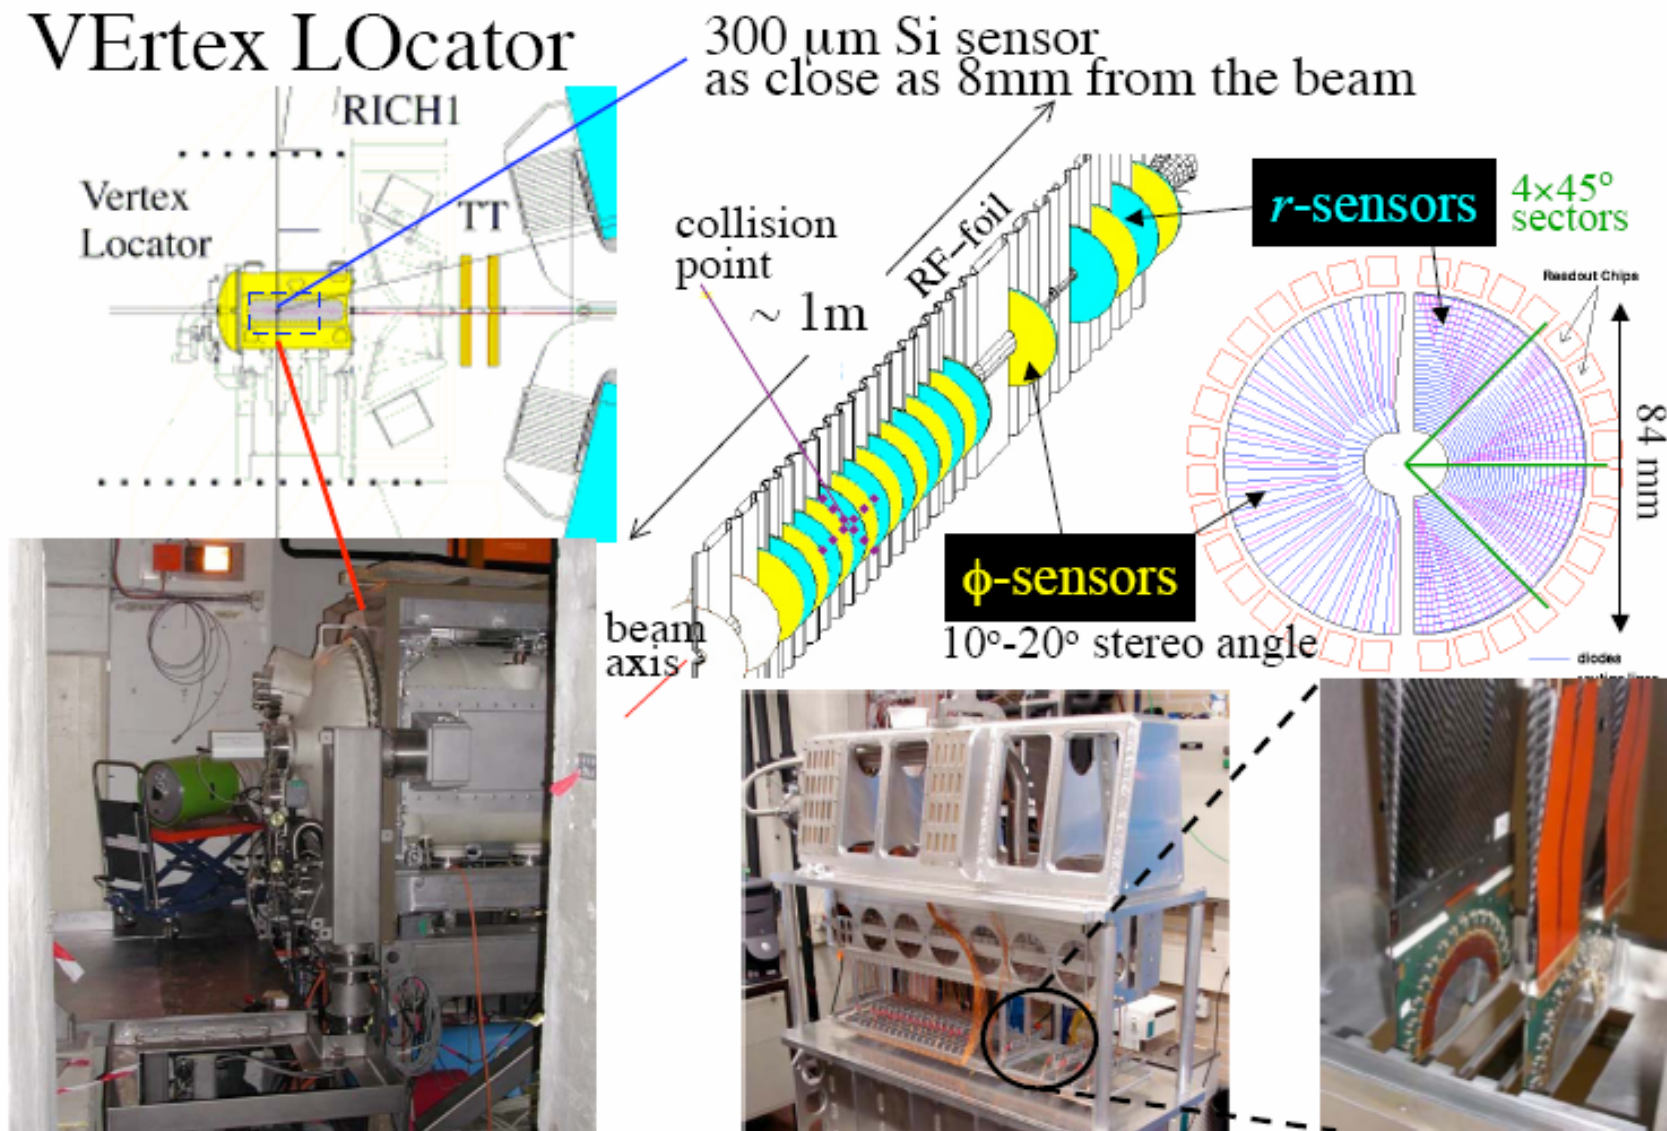 VErtex LOcator
300 µm Si sensor
as close as 8mm from the beam
RICH1
Vertex
Locator
TT
collision
point
~ 1m
RF-foil
r-sensors
4×45°
sectors
Readout Chips
84 mm
ϕ-sensors
10°-20° stereo angle
beam
axis
diodes